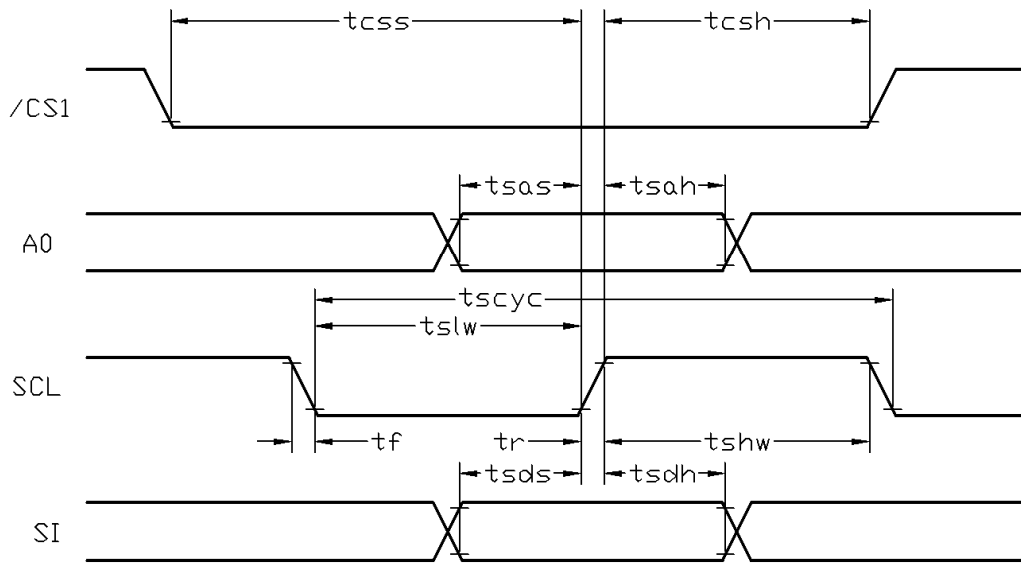 tcss tcsh
/CS1
tsas tsah
A0
tscyc
tslw
SCL
tf tr tshw
tsds tsdh
SI